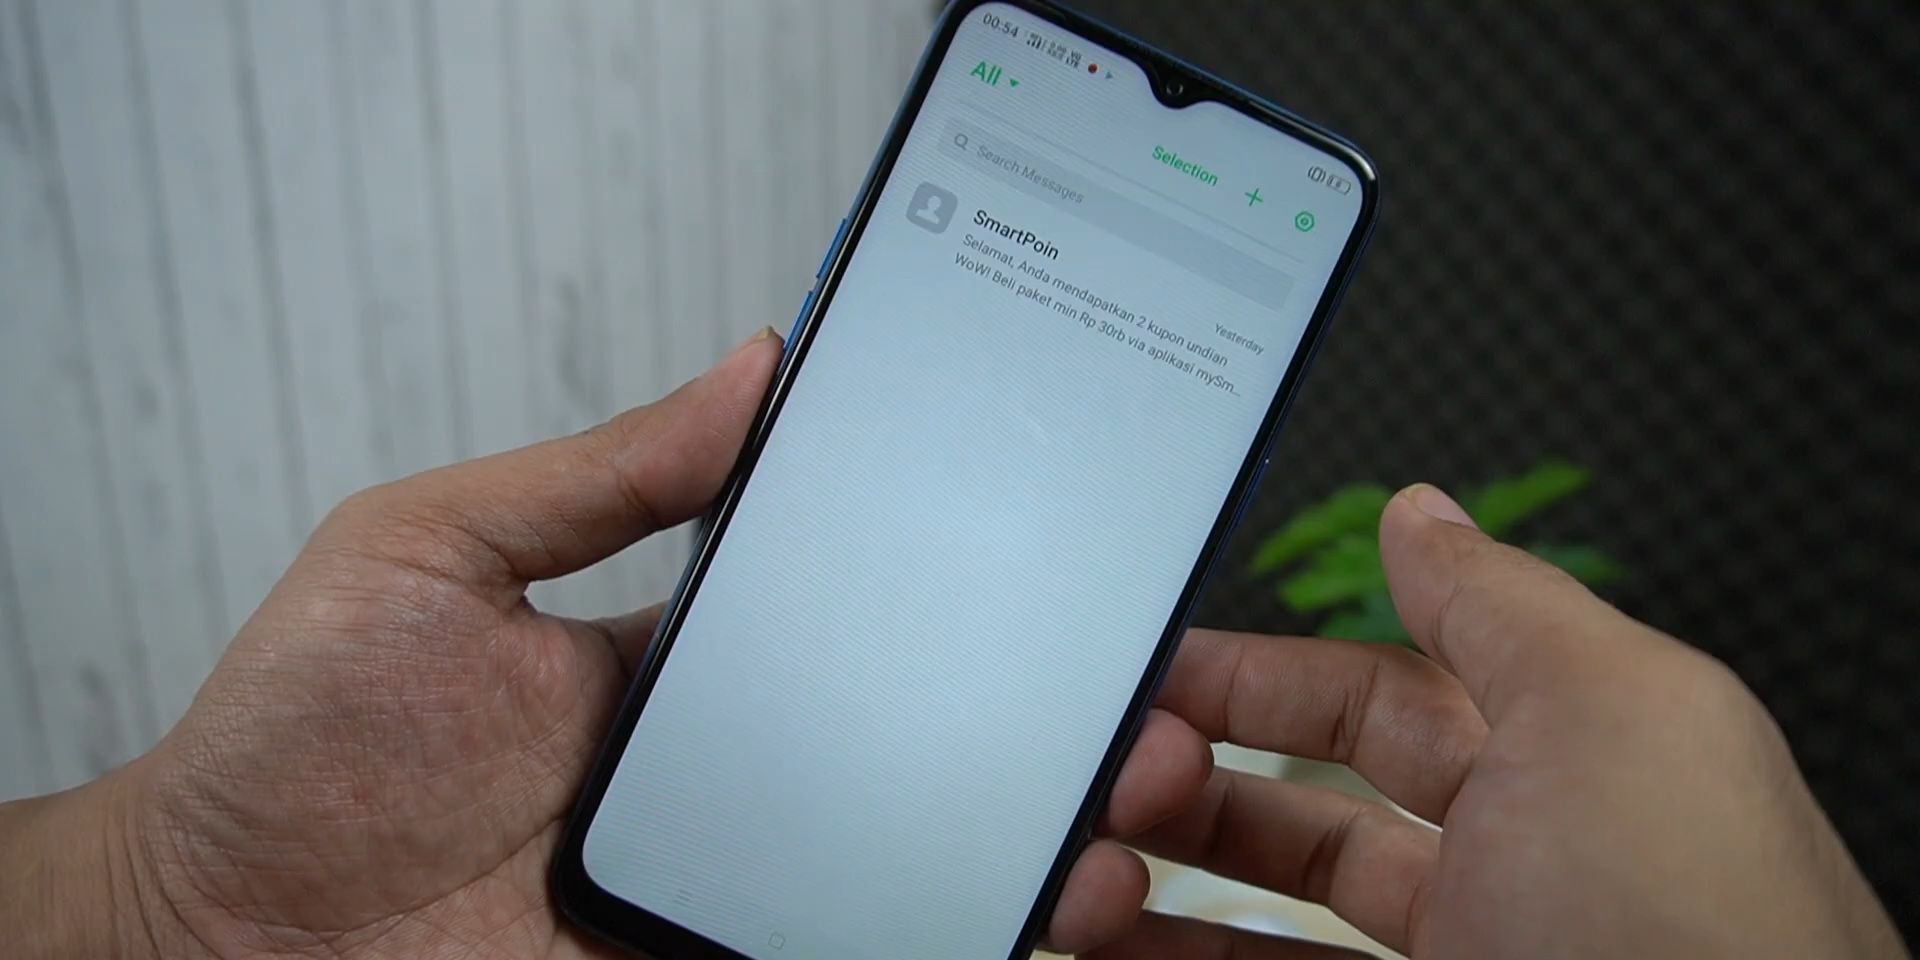 00:54
All
Selection
Search Messages
SmartPoin
Yesterday
Selamat, Anda mendapatkan 2 kupon undian
WoW! Beli paket min Rp 30rb via aplikasi mySm...